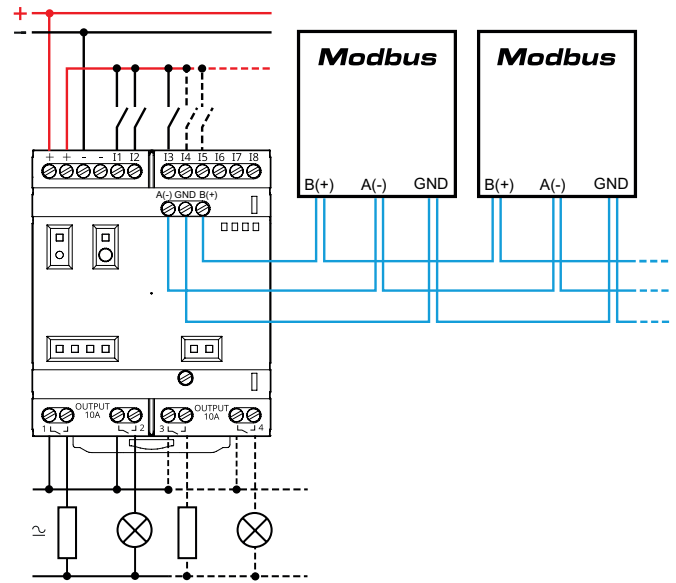 +
-
Modbus
Modbus
+ + - - I1 I2 I3 I4 I5 I6 I7 I8
B(+) A(-) GND
B(+) A(-) GND
A(-) GND B(+)
OUTPUT
10A
OUTPUT
10A
1 2 3 4